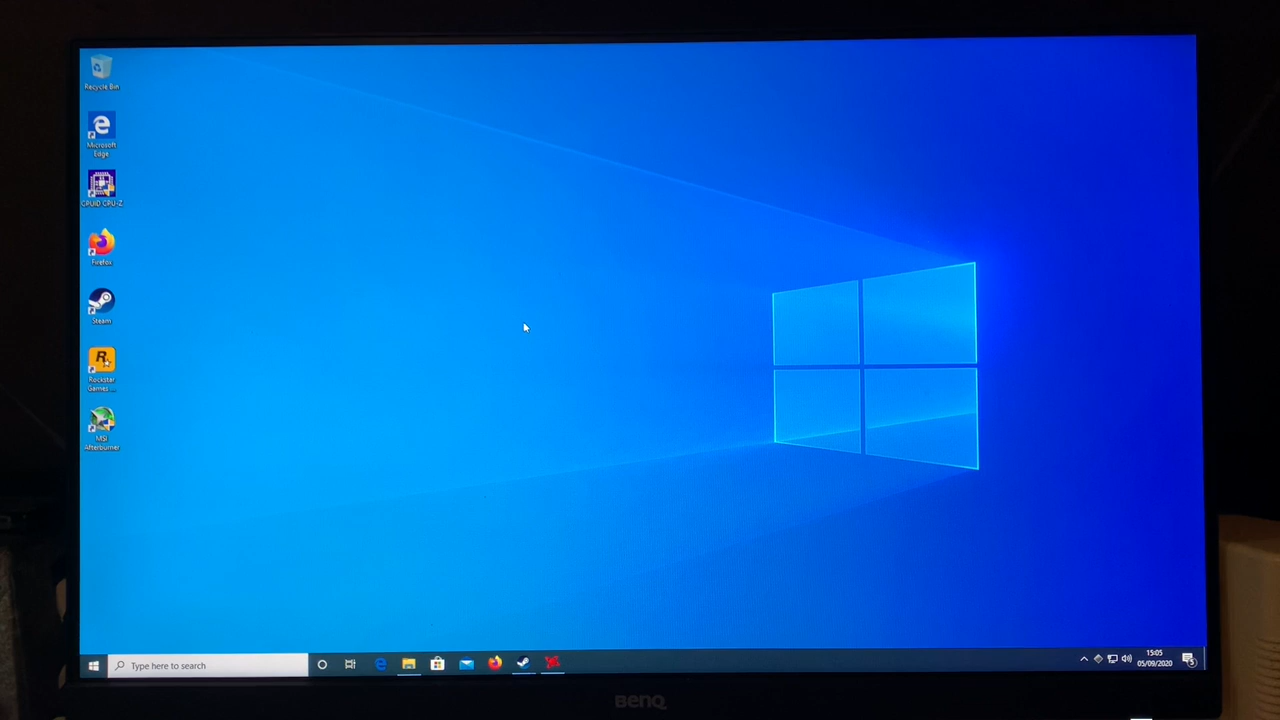 Recycle Bin
Microsoft
Edge
CPUID CPU-Z
Firefox
Steam
Rockstar
Games ...
MSI
Afterburner
Type here to search
15:05
05/09/2020
5
BenQ